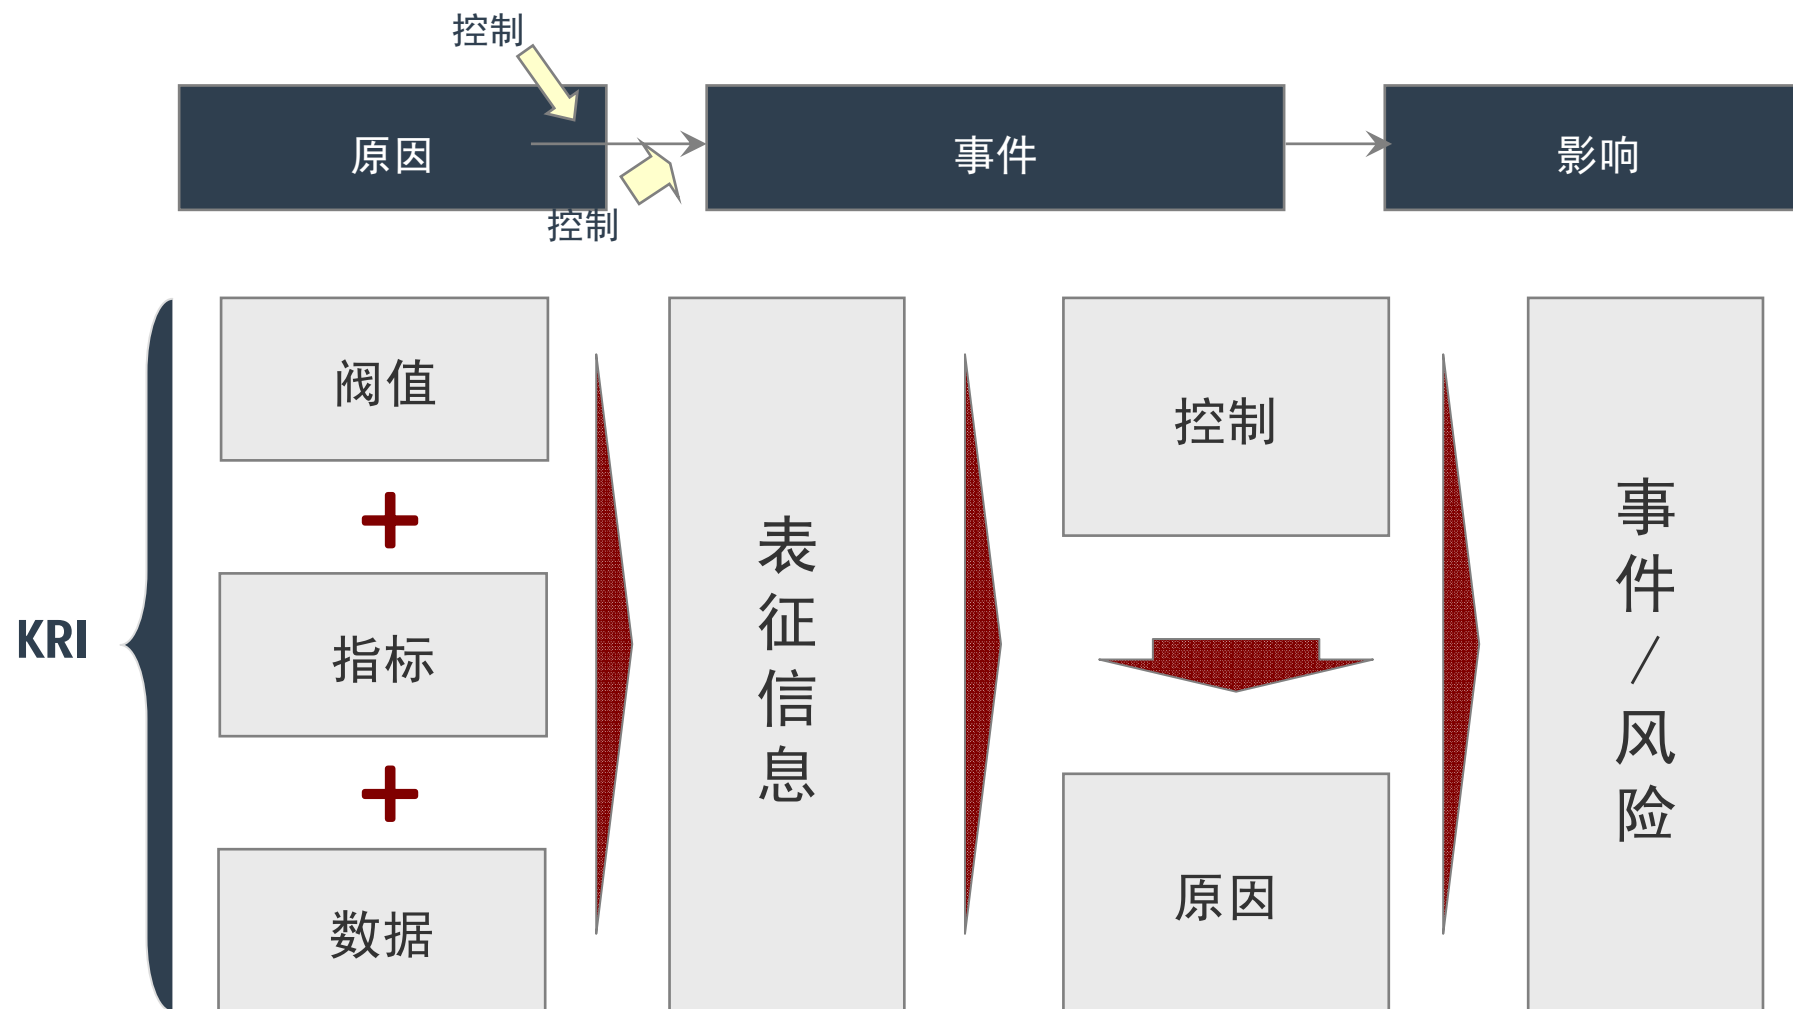 控制
原因
事件
影响
控制
阀值
控制
指标
KRI
表征信息
事件/风险
数据
原因